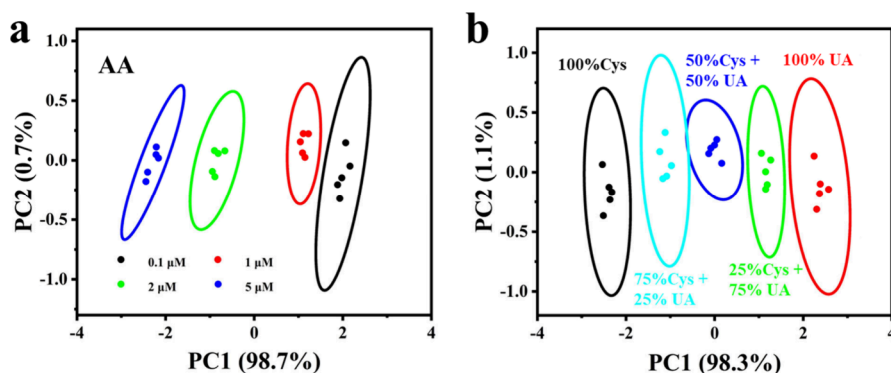 a
AA
PC2 (0.7%)
1.0
0.5
0.0
-0.5
-1.0
0.1 μM
1 μM
2 μM
5 μM
-4
-2
0
2
4
PC1 (98.7%)
b
PC2 (1.1%)
1.0
0.5
0.0
-0.5
-1.0
100%Cys
50%Cys +
50% UA
100% UA
75%Cys +
25% UA
25%Cys +
75% UA
-4
-2
0
2
4
PC1 (98.3%)